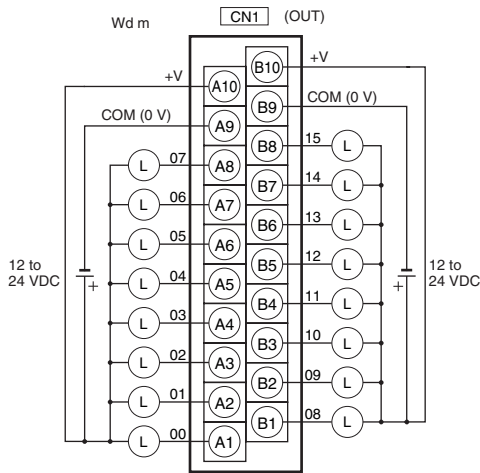 Wd m CN1 (OUT)
+V A10 B10 +V
COM (0 V) A9 B9 COM (0 V)
L 07 A8 B8 15 L
L 06 A7 B7 14 L
L 05 A6 B6 13 L
L 04 A5 B5 12 L
12 to
24 VDC
+
12 to
24 VDC
+
L 03 A4 B4 11 L
L 02 A3 B3 10 L
L 01 A2 B2 09 L
L 00 A1 B1 08 L